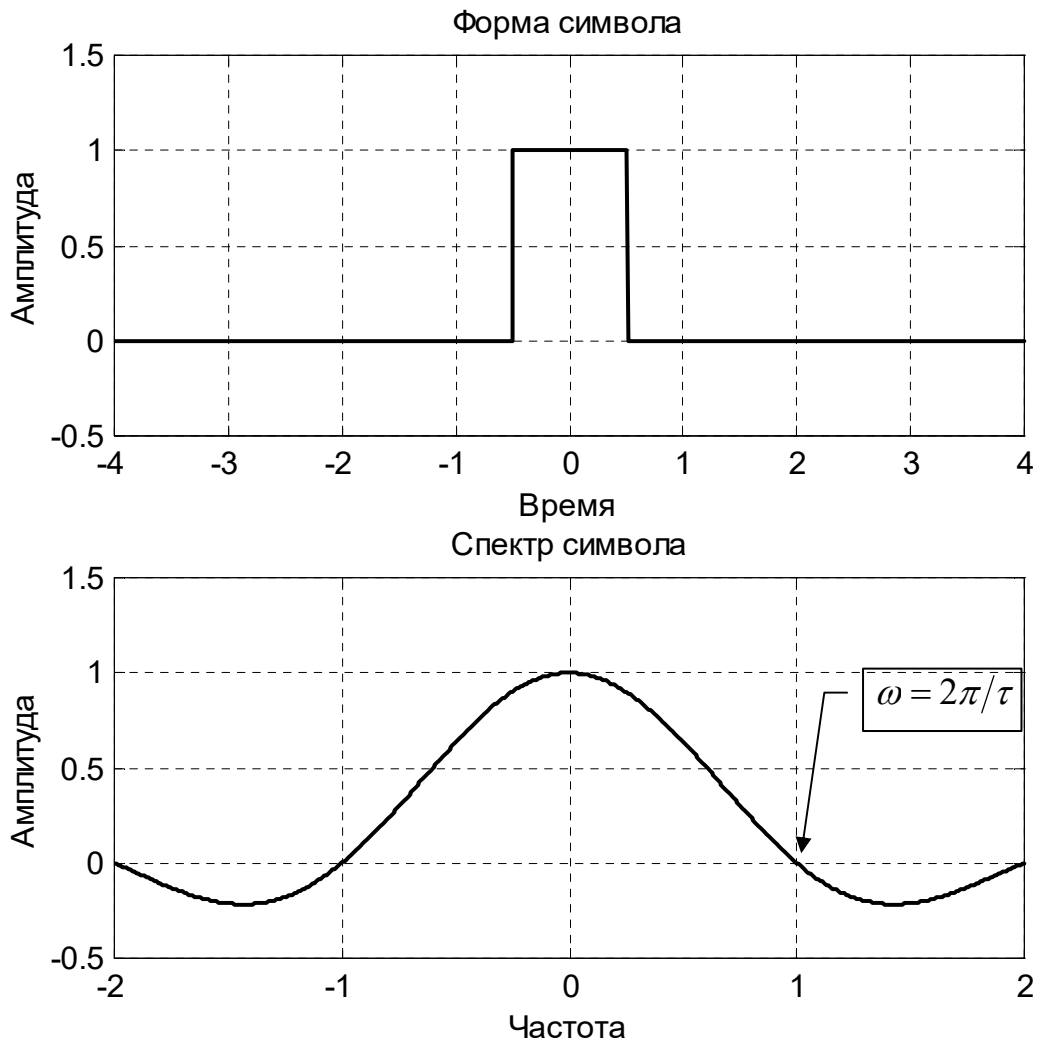 Форма символа
1.5
1
0.5
0
-0.5
Амплитуда
-4 -3 -2 -1 0 1 2 3 4
Время
Спектр символа
1.5
1
0.5
0
-0.5
Амплитуда
ω = 2π/τ
-2 -1 0 1 2
Частота